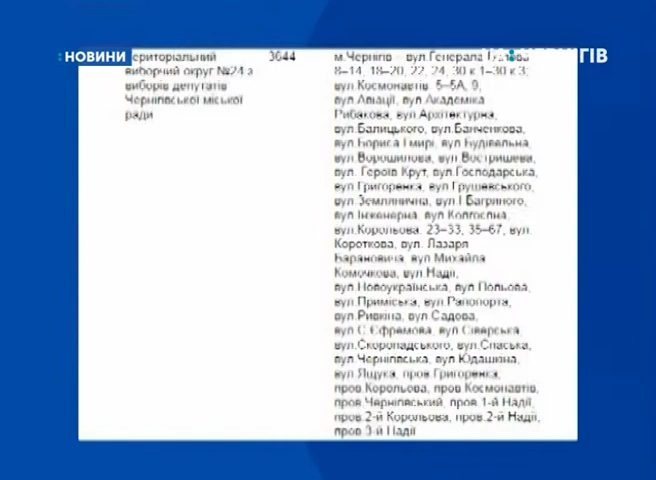 НОВИНИ
ериторіальний
виборчий округ №24 з
виборів депутатів
Чернігівської міської
ради
3644
м.Чернігів – вул.Генерала
8–14, 18–20, 22, 24, 30 к 1–30 к 3;
вул.Космонавтів 5–5А, 9,
вул.Авіації, вул Академіка
Рибакова, вул.Архітектурна,
вул.Балицького, вул.Банченкова,
вул.Бориса Гмирі, вул Будівельна,
вул.Ворошилова, вул.Вострішева,
вул. Героїв Крут, вул.Господарська,
вул Григоренка, вул Грушевського,
вул.Землянична, вул.І Багряного,
вул Інженерна, вул Колгоспна,
вул.Корольова 23–33, 35–67, вул.
Короткова, вул. Лазаря
Барановича, вул Михайла
Комочкова, вул Надії,
вул Новоукраїнська, вул Польова,
вул.Приміська, вул Рапопорта,
вул.Ривкіна, вул Садова,
вул С Єфремова, вул Сіверська,
вул.Скоропадського, вул.Спаська,
вул.Чернігівська, вул Юдашкіна,
вул Ящука, пров.Григоренка,
пров.Корольова, пров Космонавтів,
пров.Чернігівський, пров.1-й Надії,
пров.2-й Корольова, пров.2-й Надії,
пров 3-й Надії